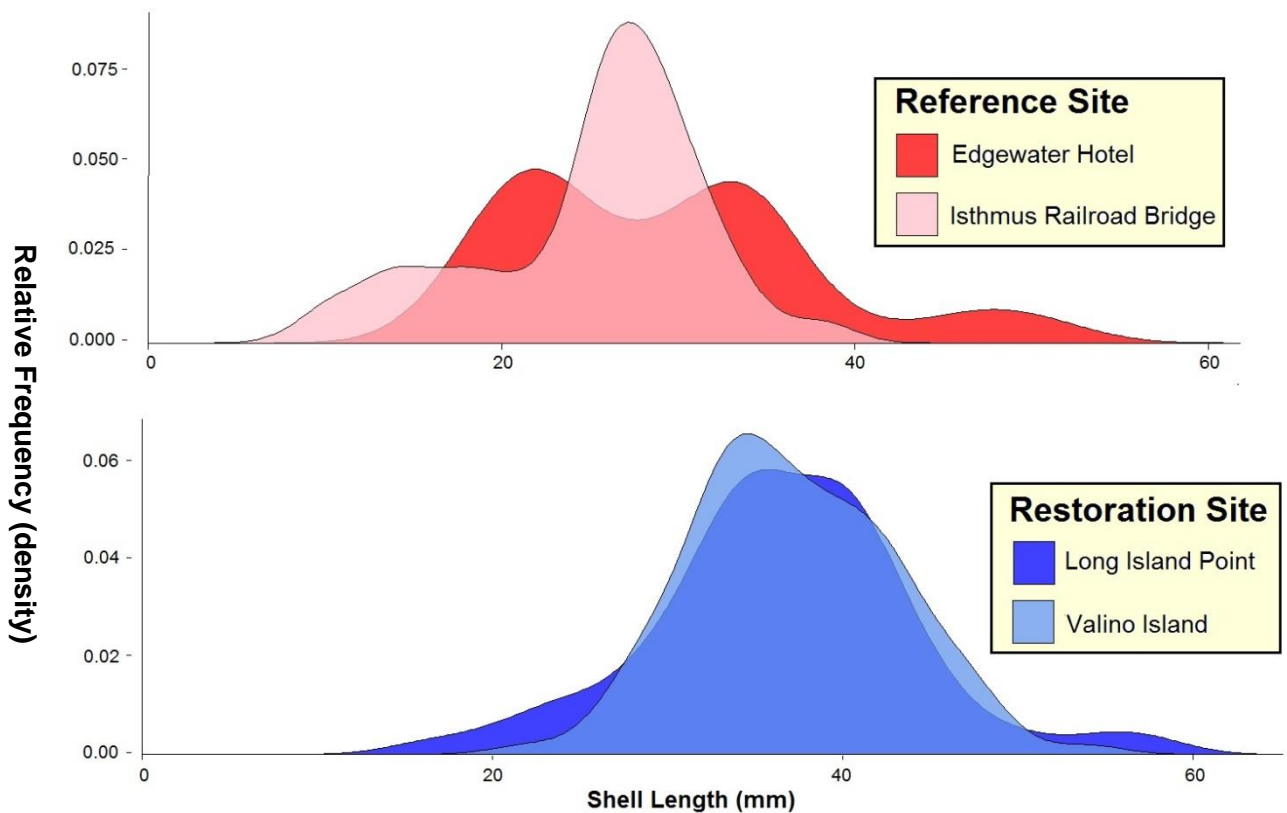 Relative Frequency (density)
0.075
0.050
0.025
0.000
0
20
40
60
Reference Site
Edgewater Hotel
Isthmus Railroad Bridge
0.06
0.04
0.02
0.00
0
20
40
60
Shell Length (mm)
Restoration Site
Long Island Point
Valino Island